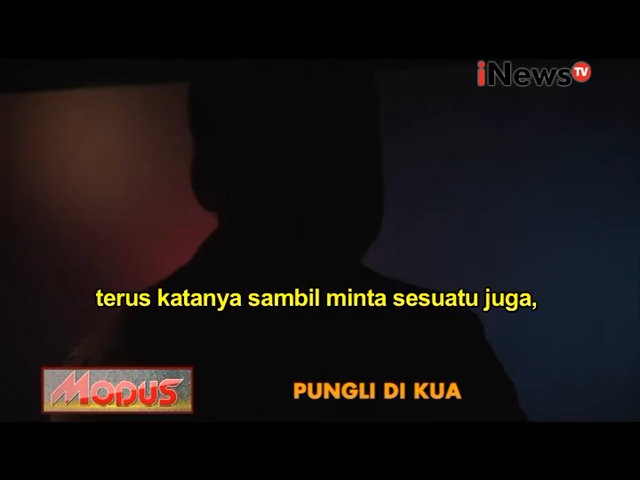 iNews TV
terus katanya sambil minta sesuatu juga,
MODUS
PUNGLI DI KUA